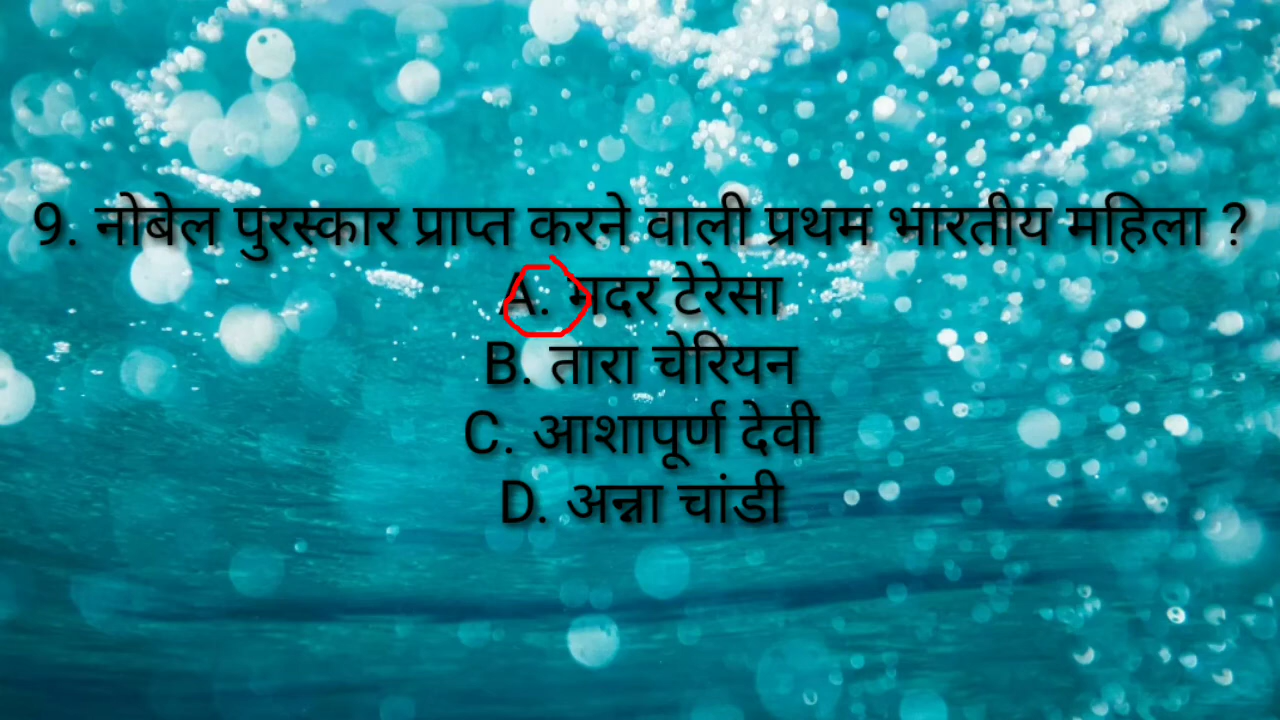 9. नोबेल पुरस्कार प्राप्त करने वाली प्रथम भारतीय महिला ?
A. मदर टेरेसा
B. तारा चेरियन
C. आशापूर्ण देवी
D. अन्ना चांडी